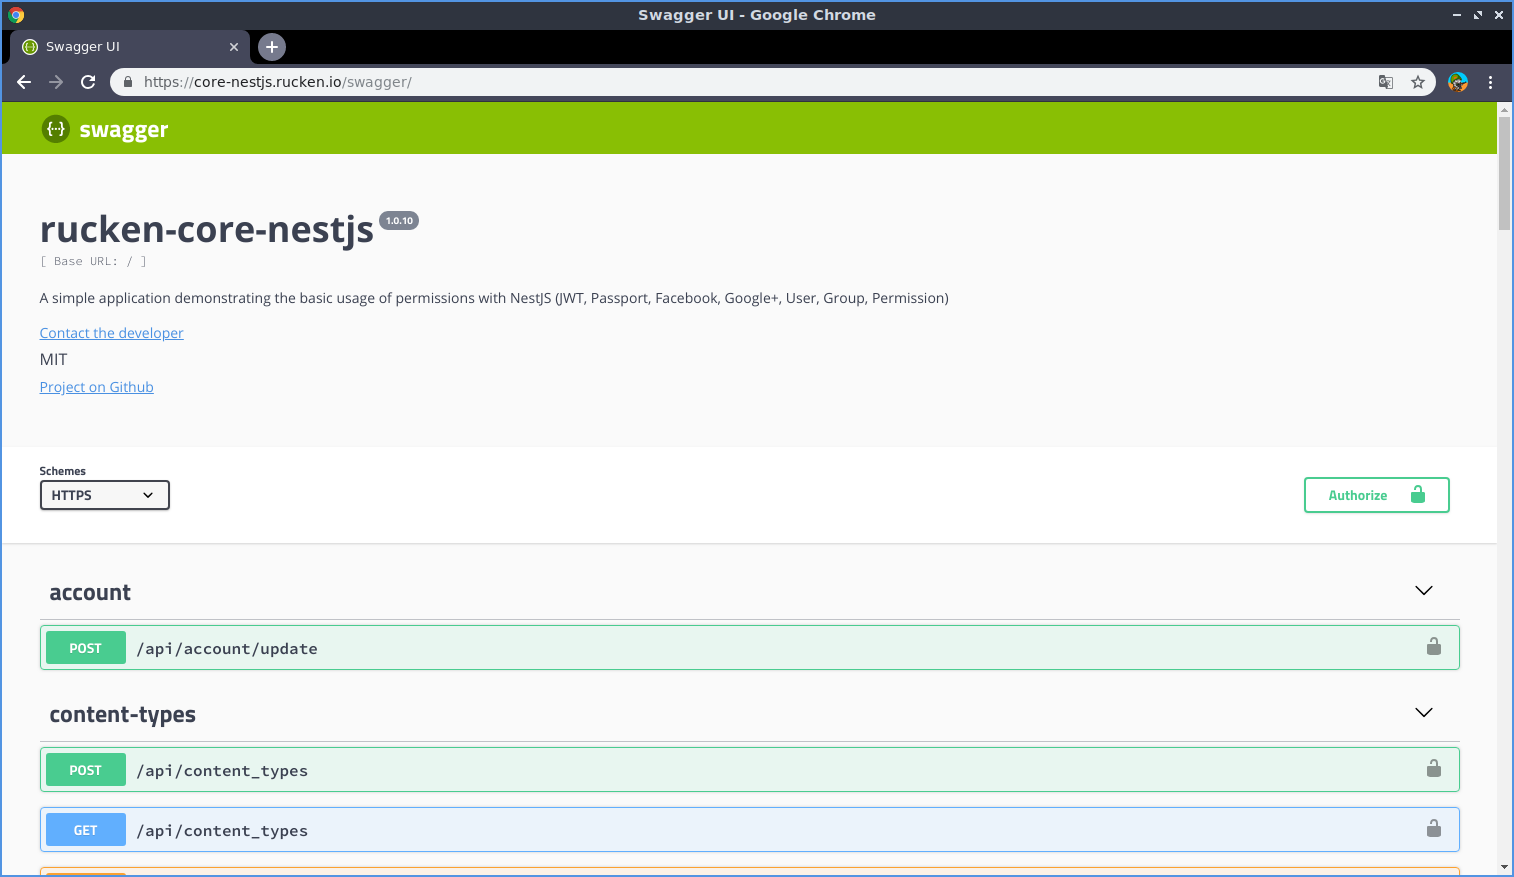 Swagger UI - Google Chrome
Swagger UI
https://core-nestjs.rucken.io/swagger/
{··} swagger
rucken-core-nestjs 1.0.10
[ Base URL: / ]
A simple application demonstrating the basic usage of permissions with NestJS (JWT, Passport, Facebook, Google+, User, Group, Permission)
Contact the developer
MIT
Project on Github
Schemes
HTTPS
Authorize
account
POST /api/account/update
content-types
POST /api/content_types
GET /api/content_types